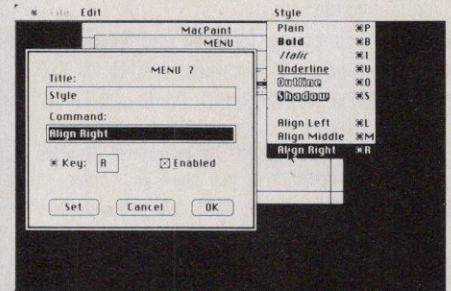 File Edit Style
MacPaint
MENU
MENU 7
Title:
Style
Command:
Align Right
⌘ Key: R
Enabled
Set Cancel OK
Plain ⌘P
Bold ⌘B
Italic ⌘I
Underline ⌘U
Outline ⌘O
Shadow ⌘S
Align Left ⌘L
Align Middle ⌘M
Align Right ⌘R